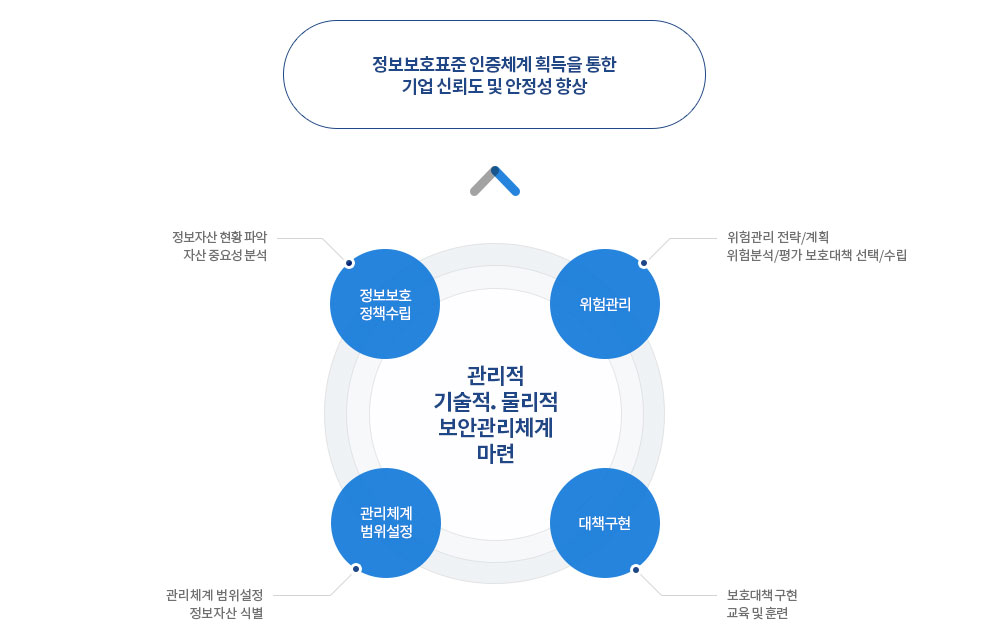 정보보호표준 인증체계 획득을 통한
기업 신뢰도 및 안정성 향상
정보자산 현황 파악
자산 중요성 분석
위험관리 전략/계획
위험분석/평가 보호대책 선택/수립
정보보호
정책수립
위험관리
관리적
기술적. 물리적
보안관리체계
마련
관리체계
범위설정
대책구현
관리체계 범위설정
정보자산 식별
보호대책 구현
교육 및 훈련